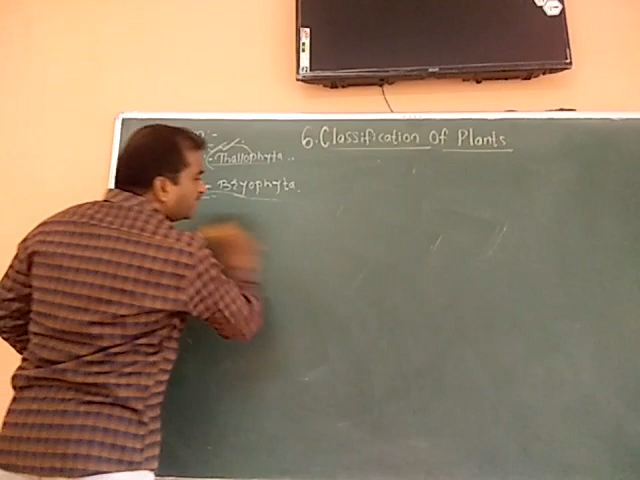 6. Classification Of Plants
- Thallophyta..
- Bryophyta.